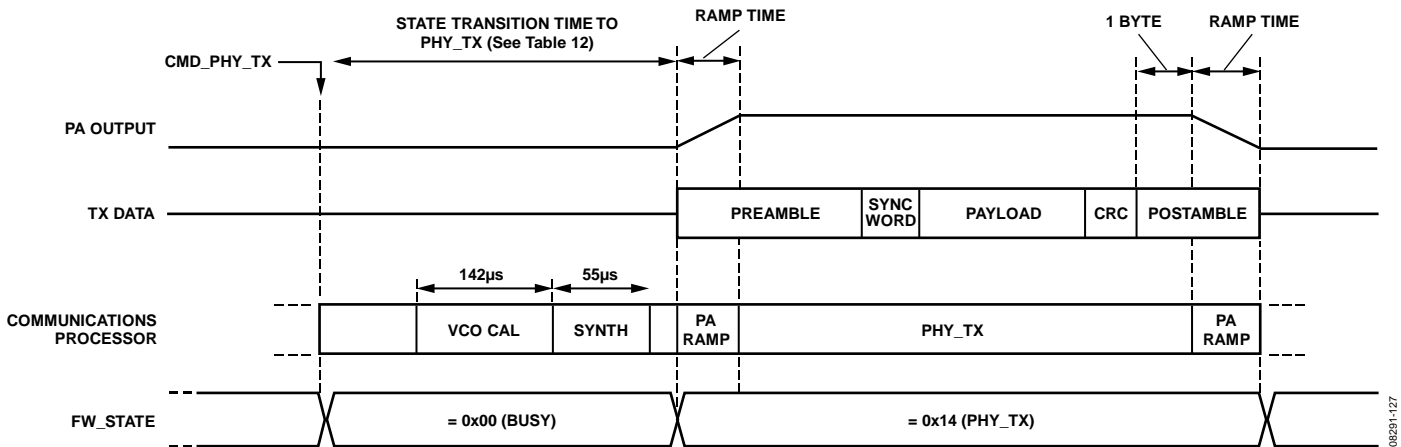 STATE TRANSITION TIME TO
PHY_TX (See Table 12)
RAMP TIME
1 BYTE
RAMP TIME
CMD_PHY_TX
PA OUTPUT
TX DATA
PREAMBLE
SYNC
WORD
PAYLOAD
CRC
POSTAMBLE
142µs
55µs
COMMUNICATIONS
PROCESSOR
VCO CAL
SYNTH
PA
RAMP
PHY_TX
PA
RAMP
FW_STATE
= 0x00 (BUSY)
= 0x14 (PHY_TX)
08291-127